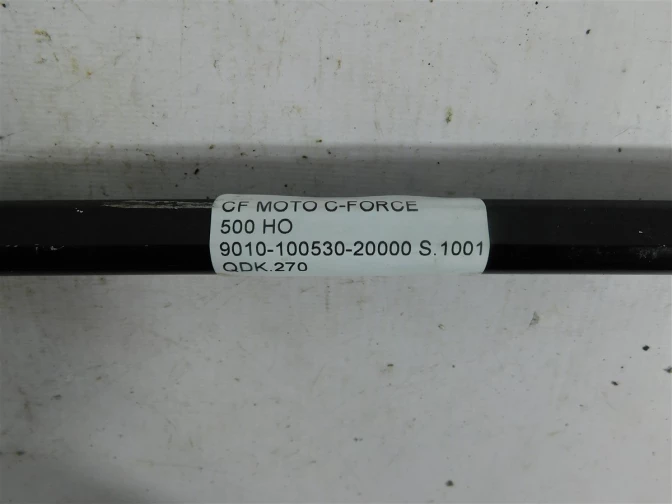 CF MOTO C-FORCE
500 HO
9010-100530-20000 S.1001
QDK.270